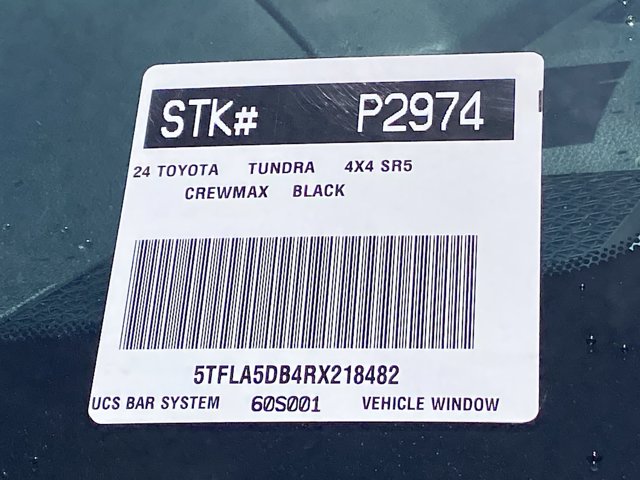 STK# P2974
24 TOYOTA TUNDRA 4X4 SR5
CREWMAX BLACK
5TFLA5DB4RX218482
UCS BAR SYSTEM 60S001 VEHICLE WINDOW